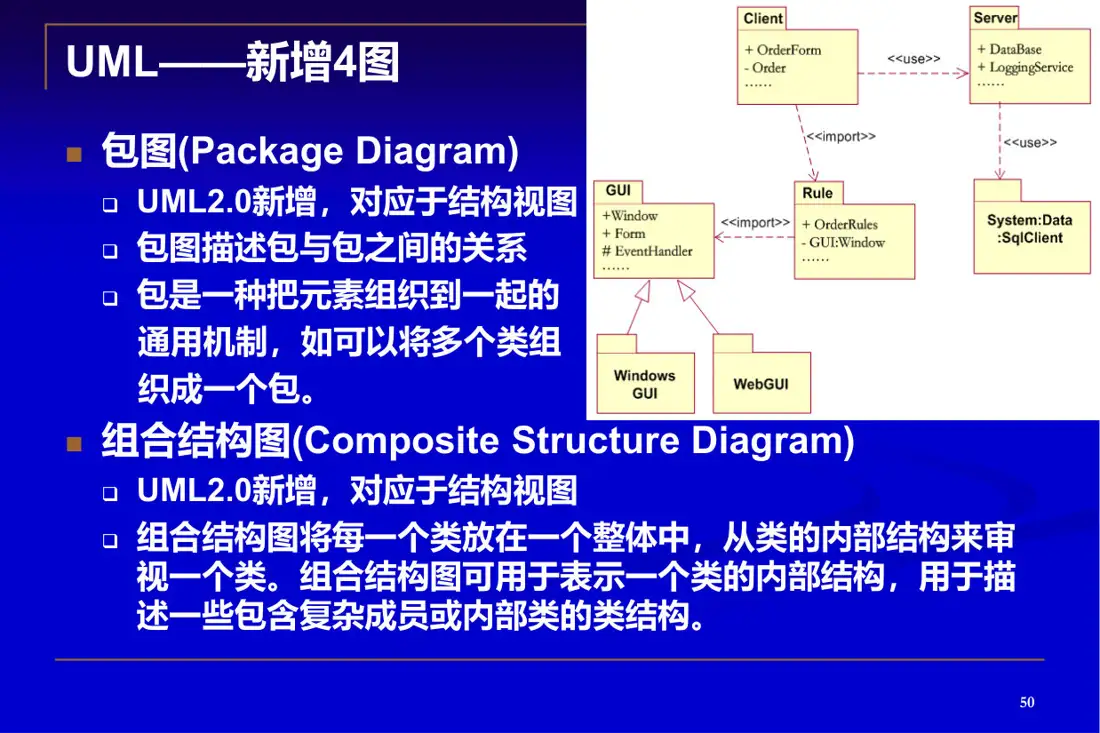 UML——新增4图
包图(Package Diagram)
UML2.0新增，对应于结构视图
包图描述包与包之间的关系
包是一种把元素组织到一起的
通用机制，如可以将多个类组
织成一个包。
Client
+ OrderForm
- Order
......
<<use>>
Server
+ DataBase
+ LoggingService
......
<<import>>
<<use>>
GUI
+Window
+ Form
# EventHandler
......
<<import>>
Rule
+ OrderRules
- GUI:Window
......
System:Data
:SqlClient
Windows
GUI
WebGUI
组合结构图(Composite Structure Diagram)
UML2.0新增，对应于结构视图
组合结构图将每一个类放在一个整体中，从类的内部结构来审
视一个类。组合结构图可用于表示一个类的内部结构，用于描
述一些包含复杂成员或内部类的类结构。
50